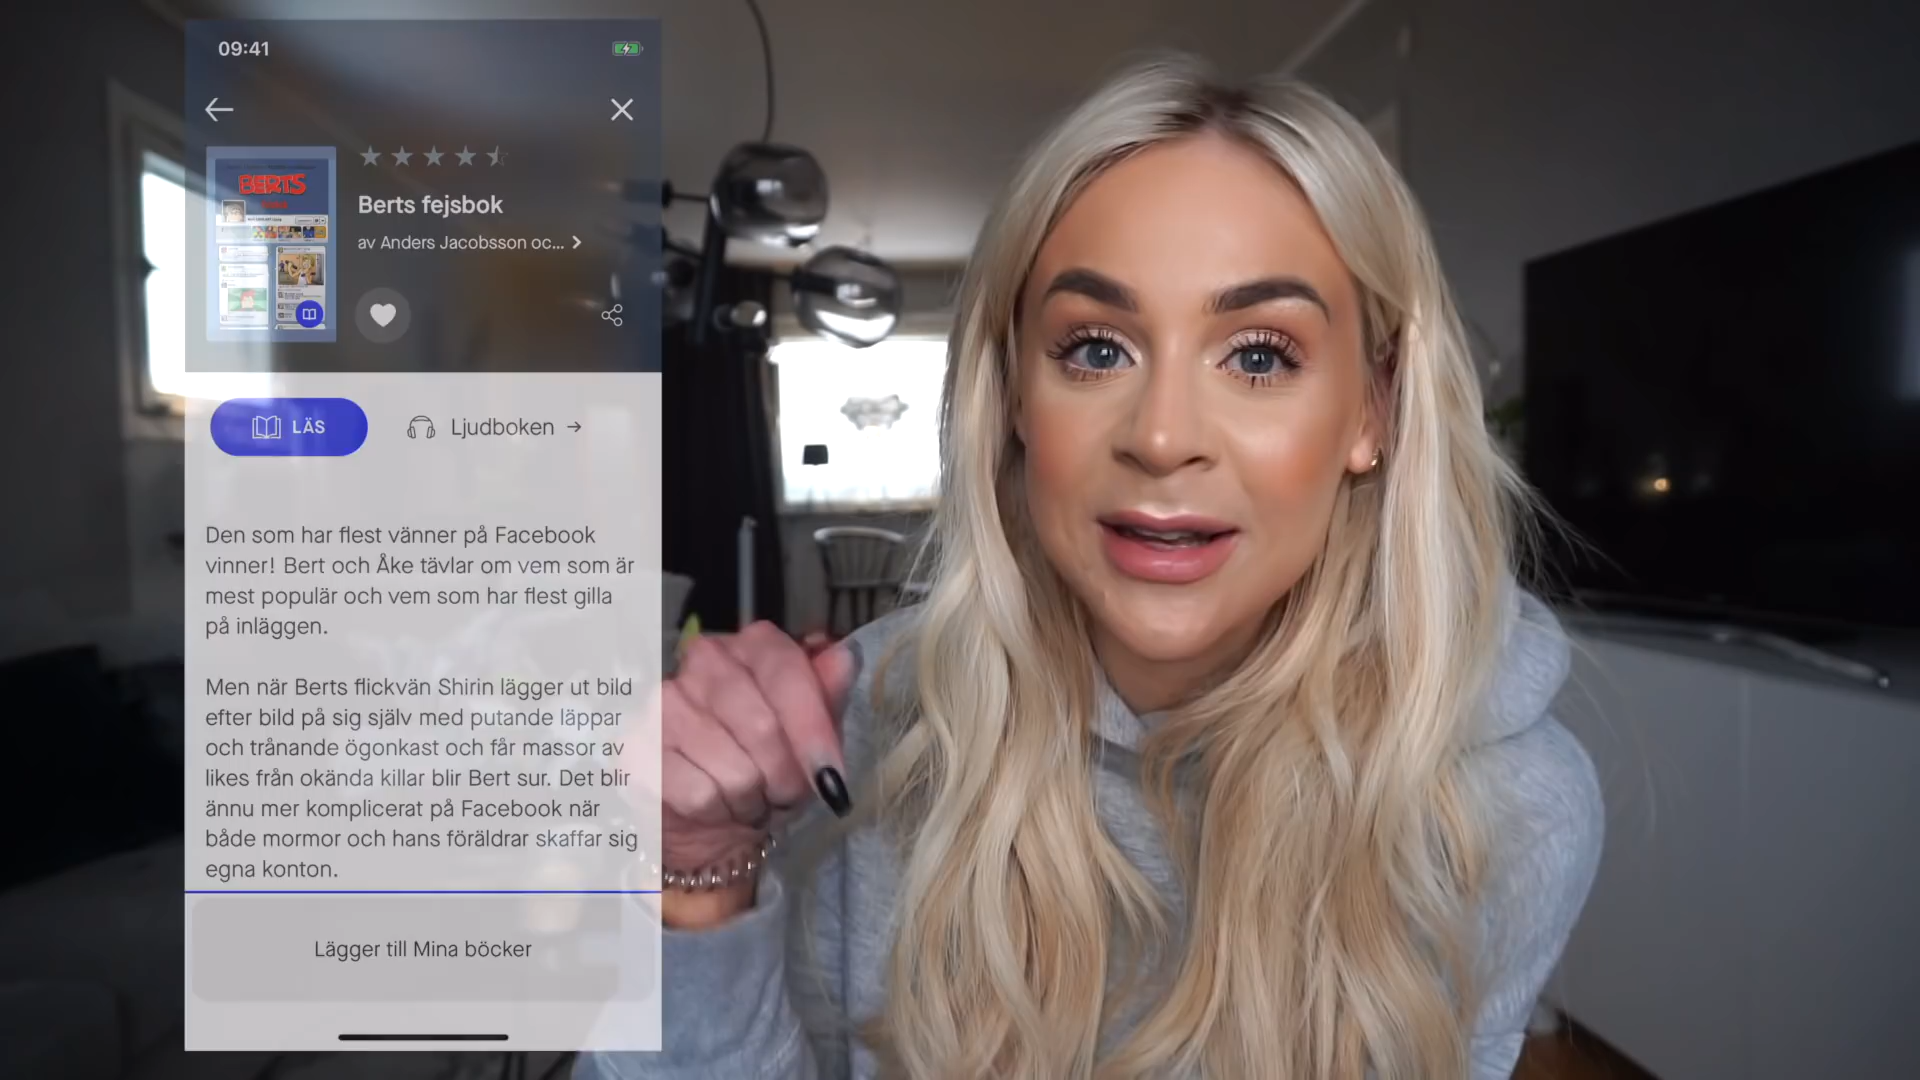 09:41
BERTS
Berts fejsbok
av Anders Jacobsson oc...
LÄS
Ljudboken
Den som har flest vänner på Facebook
vinner! Bert och Åke tävlar om vem som är
mest populär och vem som har flest gilla
på inläggen.
Men när Berts flickvän Shirin lägger ut bild
efter bild på sig själv med putande läppar
och trånande ögonkast och får massor av
likes från okända killar blir Bert sur. Det blir
ännu mer komplicerat på Facebook när
både mormor och hans föräldrar skaffar sig
egna konton.
Lägger till Mina böcker